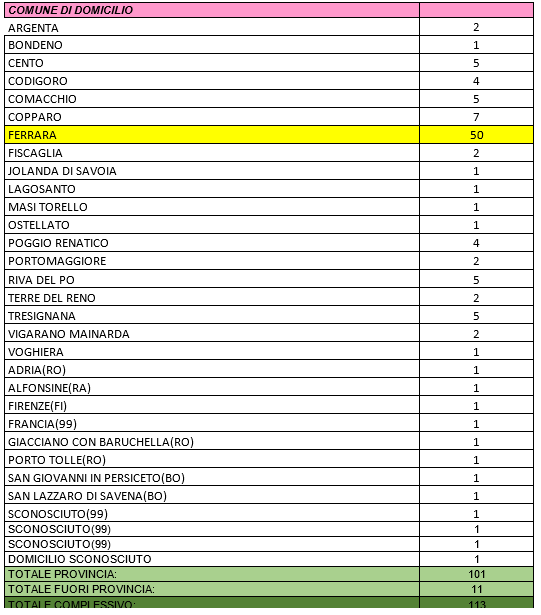 COMUNE DI DOMICILIO
ARGENTA 2
BONDENO 1
CENTO 5
CODIGORO 4
COMACCHIO 5
COPPARO 7
FERRARA 50
FISCAGLIA 2
JOLANDA DI SAVOIA 1
LAGOSANTO 1
MASI TORELLO 1
OSTELLATO 1
POGGIO RENATICO 4
PORTOMAGGIORE 2
RIVA DEL PO 5
TERRE DEL RENO 2
TRESIGNANA 5
VIGARANO MAINARDA 2
VOGHIERA 1
ADRIA(RO) 1
ALFONSINE(RA) 1
FIRENZE(FI) 1
FRANCIA(99) 1
GIACCIANO CON BARUCHELLA(RO) 1
PORTO TOLLE(RO) 1
SAN GIOVANNI IN PERSICETO(BO) 1
SAN LAZZARO DI SAVENA(BO) 1
SCONOSCIUTO(99) 1
SCONOSCIUTO(99) 1
SCONOSCIUTO(99) 1
DOMICILIO SCONOSCIUTO 1
TOTALE PROVINCIA: 101
TOTALE FUORI PROVINCIA: 11
TOTALE COMPLESSIVO: 113